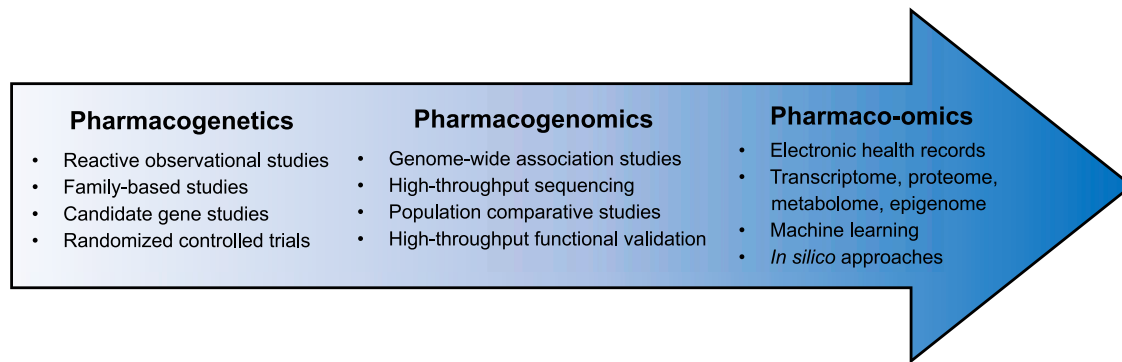 Pharmacogenetics
• Reactive observational studies
• Family-based studies
• Candidate gene studies
• Randomized controlled trials
Pharmacogenomics
• Genome-wide association studies
• High-throughput sequencing
• Population comparative studies
• High-throughput functional validation
Pharmaco-omics
• Electronic health records
• Transcriptome, proteome,
metabolome, epigenome
• Machine learning
• In silico approaches